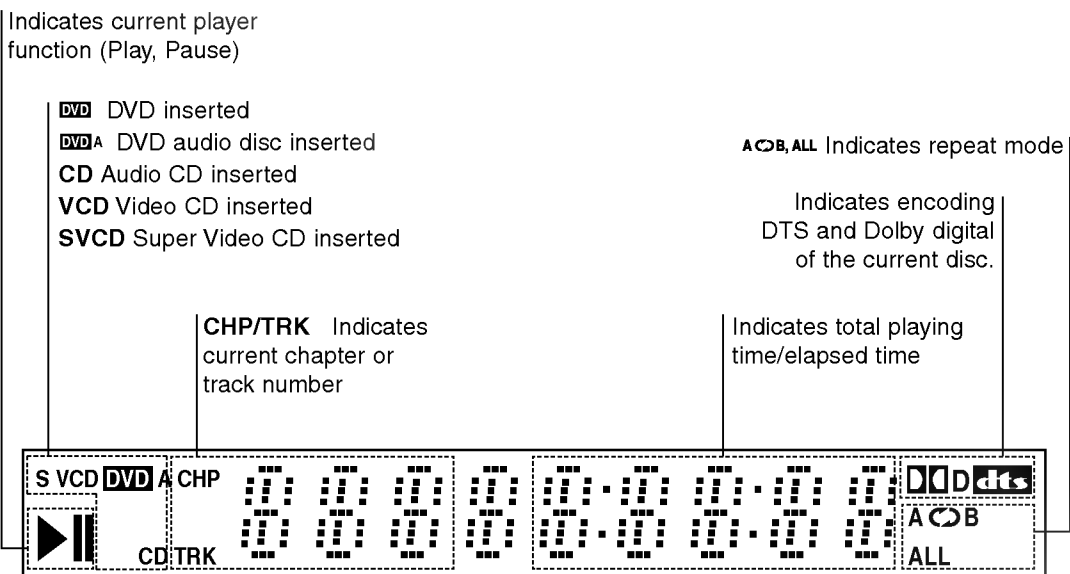 Indicates current player
function (Play, Pause)
DVD DVD inserted
DVD A DVD audio disc inserted
CD Audio CD inserted
VCD Video CD inserted
SVCD Super Video CD inserted
A B, ALL Indicates repeat mode
Indicates encoding
DTS and Dolby digital
of the current disc.
CHP/TRK Indicates
current chapter or
track number
Indicates total playing
time/elapsed time
S VCD DVD A CHP
D dts
A B
CD TRK
ALL